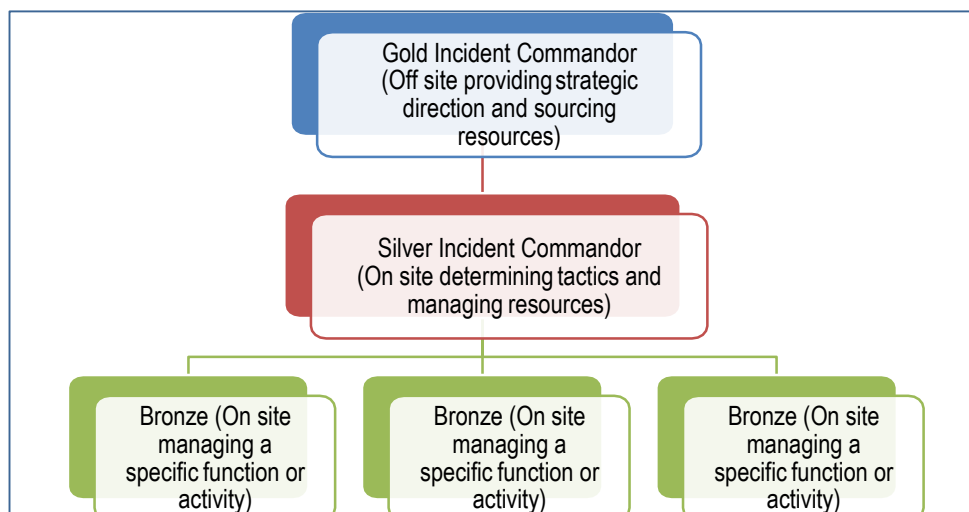 Gold Incident Commandor
(Off site providing strategic
direction and sourcing
resources)
Silver Incident Commandor
(On site determining tactics and
managing resources)
Bronze (On site
managing a
specific function or
activity)
Bronze (On site
managing a
specific function or
activity)
Bronze (On site
managing a
specific function or
activity)